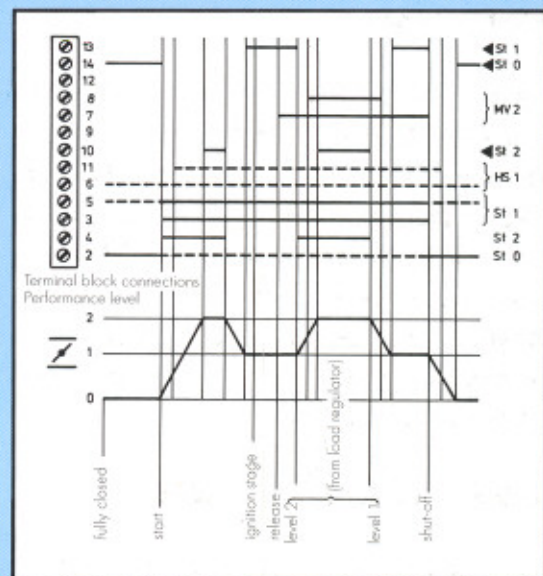 13
14
12
8
7
9
10
11
6
5
3
4
2
St 1
St 0
MV 2
St 2
HS 1
St 1
St 2
St 0
Terminal block connections
Performance level
2
1
0
fully closed
start
ignition stage
release
level 2
(from load regulator)
level 1
shut-off